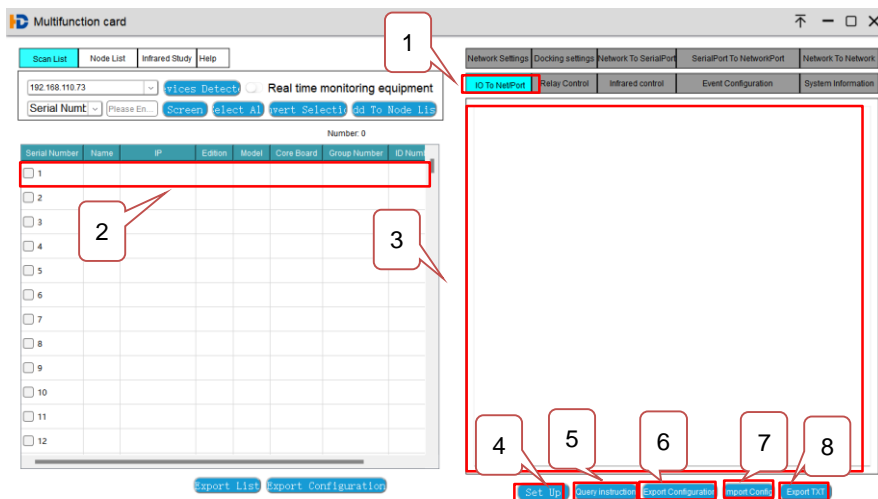 Multifunction card
1
Scan List Node List Infrared Study Help
Network Settings Docking settings Network To SerialPort SerialPort To NetworkPort Network To Network
192.168.110.73 vices Detect Real time monitoring equipment
IO To Net/Port Relay Control Infrared control Event Configuration System Information
Serial Numb Please En... Screen elect Al vert Selectio dd To Node Lis
Number: 0
Serial Number Name IP Edition Model Core Board Group Number ID Num
1
2
3
4
5
6
7
8
9
10
11
12
2
3
4
5
6
7
8
Export List Export Configuration
Set Up Query instruction Export Configuration mport Config Export TXT